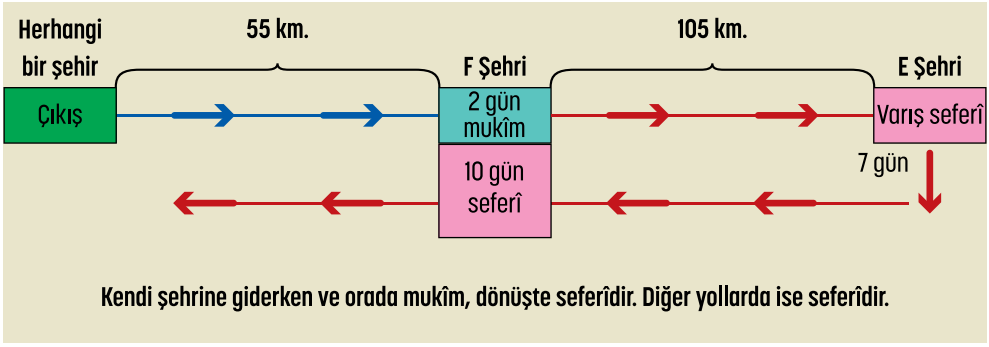 Herhangi
bir şehir
55 km.
F Şehri
105 km.
E Şehri
Çıkış
2 gün
mukîm
Varış seferî
10 gün
seferî
7 gün
Kendi şehrine giderken ve orada mukîm, dönüşte seferîdir. Diğer yollarda ise seferîdir.